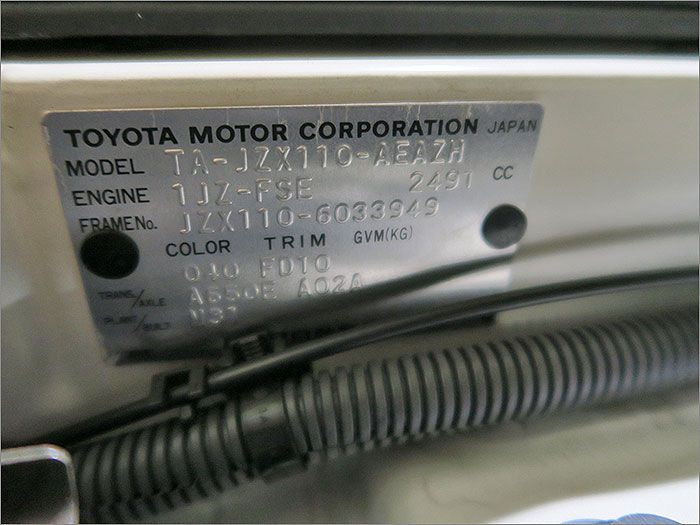 TOYOTA MOTOR CORPORATION JAPAN
MODEL TA-JZX110-AEAZH
ENGINE 1JZ-FSE 2491 CC
FRAME No. JZX110-6033949
COLOR TRIM GVM(KG)
040 FD10
TRANS./AXLE A650E A02A
PLANT/BUILT